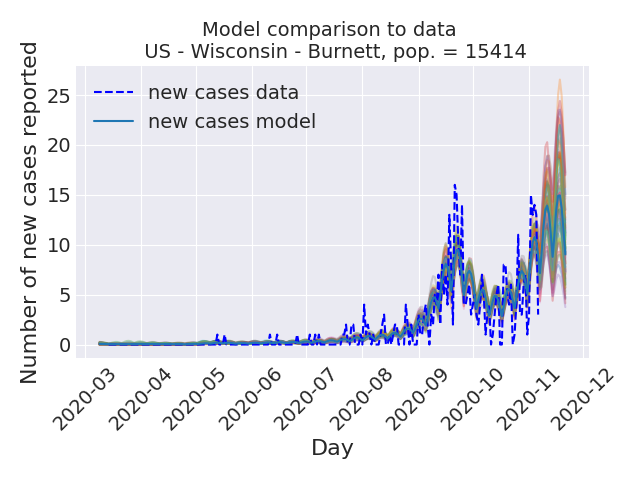 Model comparison to data
US - Wisconsin - Burnett, pop. = 15414
Number of new cases reported
25
20
15
10
5
0
new cases data
new cases model
2020-03
2020-04
2020-05
2020-06
2020-07
2020-08
2020-09
2020-10
2020-11
2020-12
Day